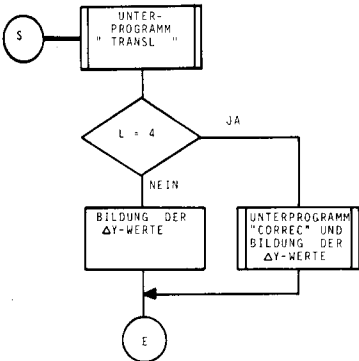 S
UNTER-
PROGRAMM
" TRANSL "
L = 4
JA
NEIN
BILDUNG DER
ΔY-WERTE
UNTERPROGRAMM
"CORREC" UND
BILDUNG DER
ΔY-WERTE
E